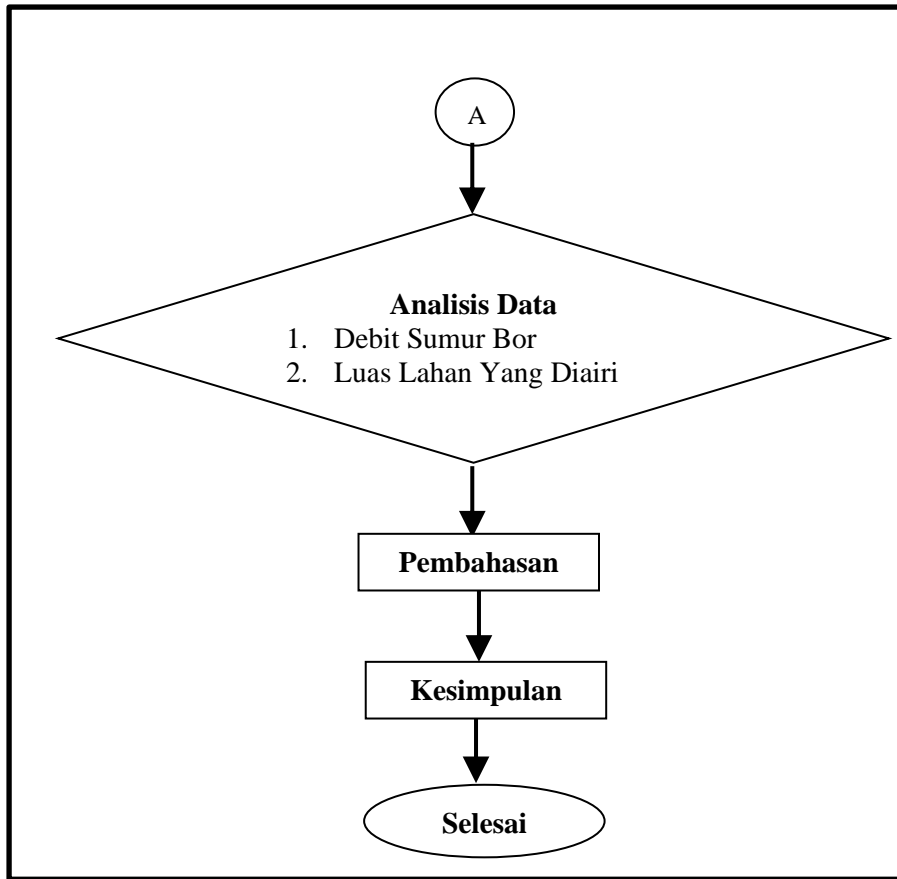 A
Analisis Data
1. Debit Sumur Bor
2. Luas Lahan Yang Diairi
Pembahasan
Kesimpulan
Selesai